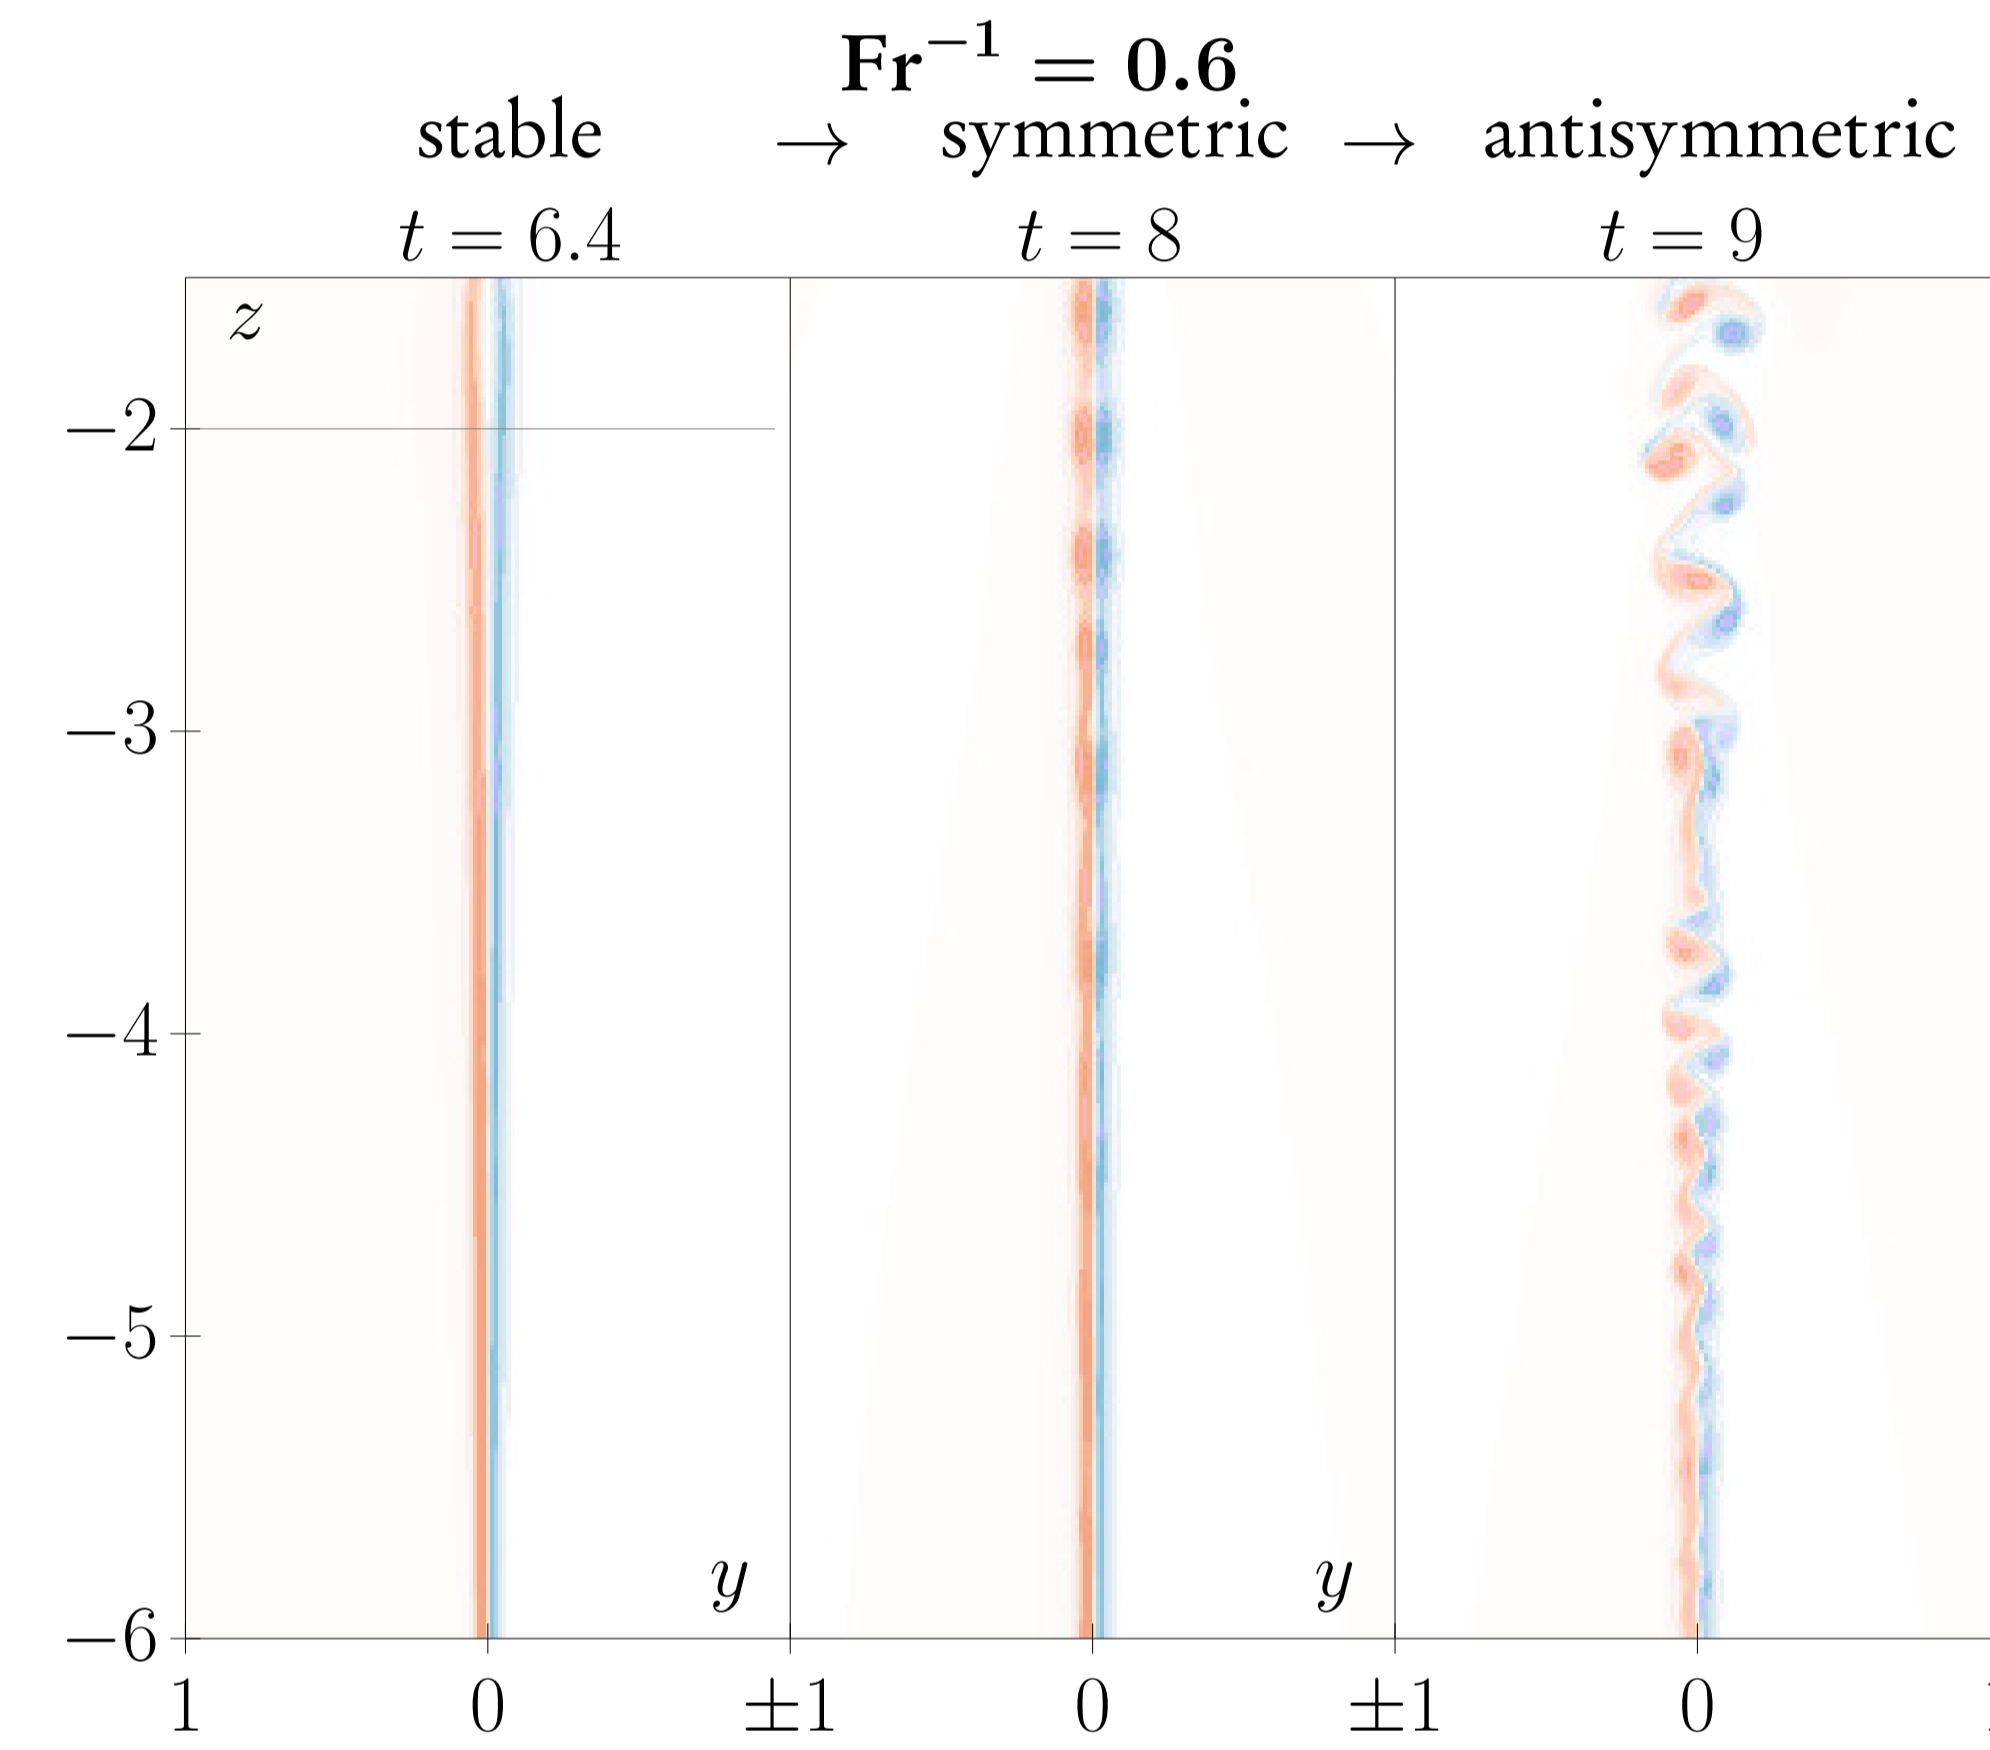 Fr⁻¹ = 0.6
stable → symmetric → antisymmetric
t = 6.4 t = 8 t = 9
z
−2
−3
−4
−5
y y
−6
1 0 ±1 0 ±1 0